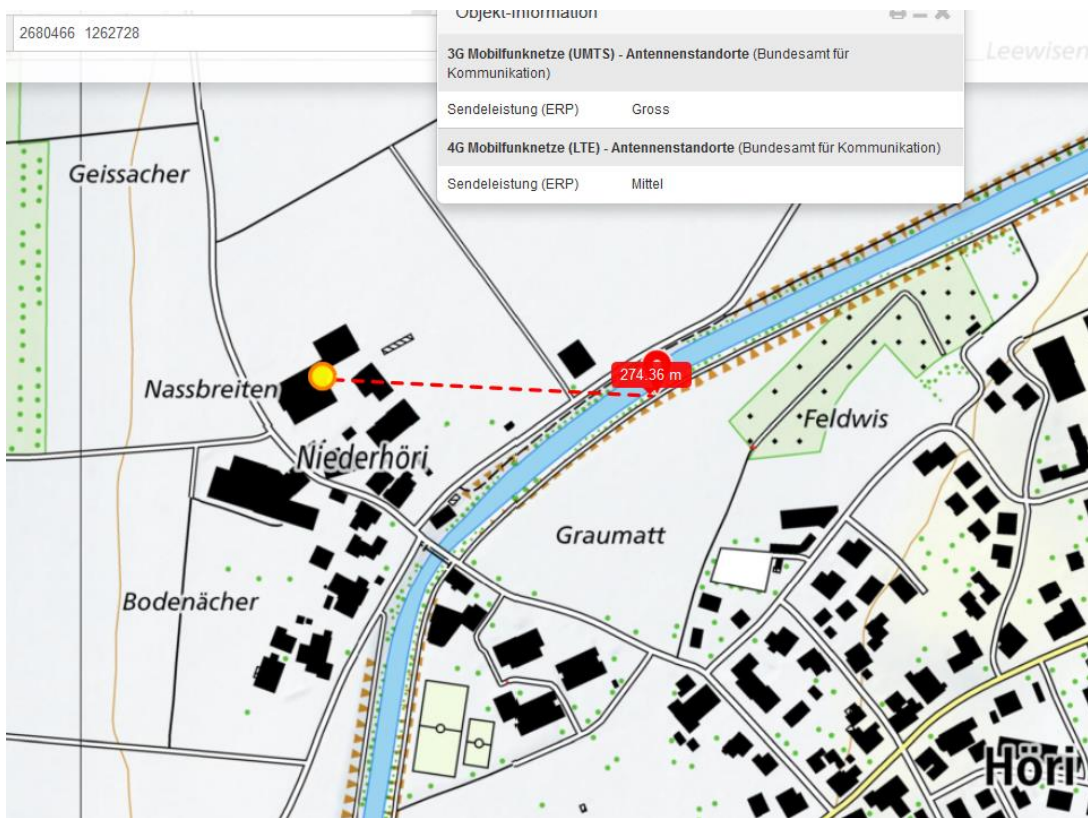 Objekt-Information
2680466 1262728
3G Mobilfunknetze (UMTS) - Antennenstandorte (Bundesamt für
Kommunikation)
Leewisen
Sendeleistung (ERP) Gross
4G Mobilfunknetze (LTE) - Antennenstandorte (Bundesamt für Kommunikation)
Sendeleistung (ERP) Mittel
Geissacher
274.36 m
Nassbreiten
Feldwis
Niederhöri
Graumatt
Bodenächer
Höri